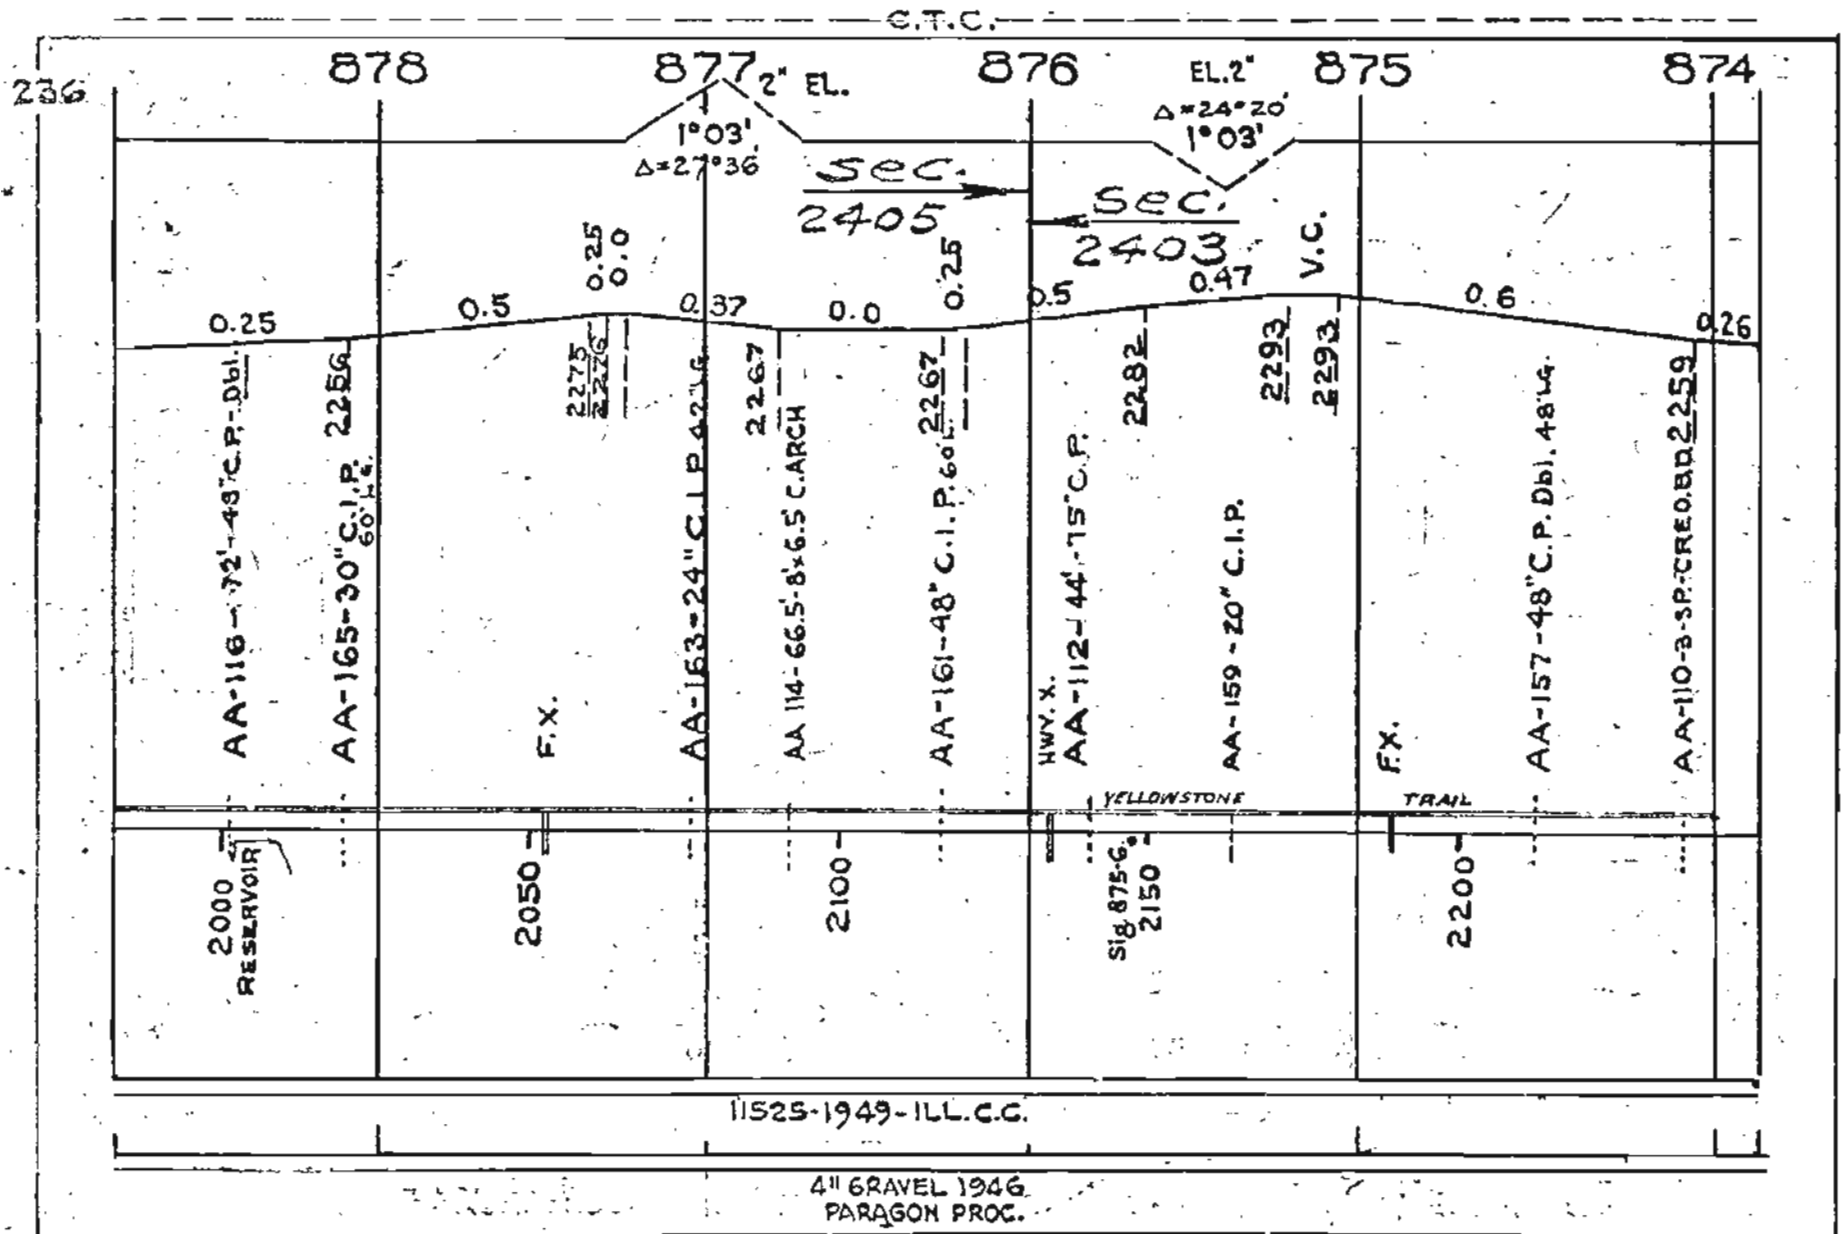 C.T.C.
236
878
877
876
875
874
2" EL.
EL.2"
1°03'
Δ=27°36'
Δ=24°20'
1°03'
Sec.
2405
Sec.
2403
0.25
0.5
0.25
0.0
0.37
0.0
0.25
0.5
0.47
V.C.
0.6
0.26
2256
2275
2276
2267
2267
2282
2293
2293
2259
AA-116-72'-48"C.P.-Dbl.
AA-165-30"C.I.P.
60'LG.
F.X.
AA-163-24"C.I.P. 42'LG.
AA 114-66.5'-8'x6.5' C.ARCH
AA-161-48" C.I.P. 60'L.
HWY. X.
AA-112-144'-75"C.P.
AA-159-20" C.I.P.
F.X.
AA-157-48"C.P. Dbl. 48'LG.
AA-110-3-SP.-CREO.B.D.
YELLOWSTONE TRAIL
2000
RESERVOIR
2050
2100
Sig 875-6
2150
2200
11525-1949-ILL.C.C.
4" GRAVEL 1946
PARAGON PROC.